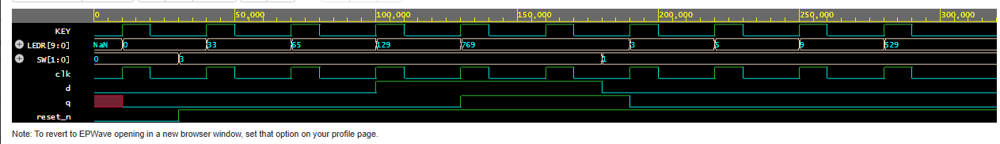 0 50,000 100,000 150,000 200,000 250,000 300,000
KEY
LEDR[9:0] NaN 0 33 65 129 769 3 5 9 529
SW[1:0] 0 3 1
clk
d
q
reset_n
Note: To revert to EPWave opening in a new browser window, set that option on your profile page.